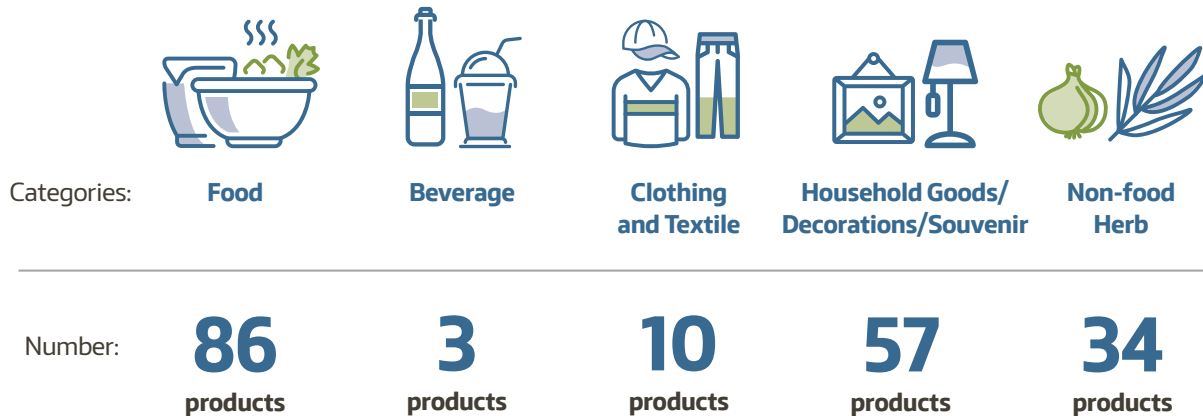 Categories:
Food
Beverage
Clothing
and Textile
Household Goods/
Decorations/Souvenir
Non-food
Herb
Number:
86
products
3
products
10
products
57
products
34
products